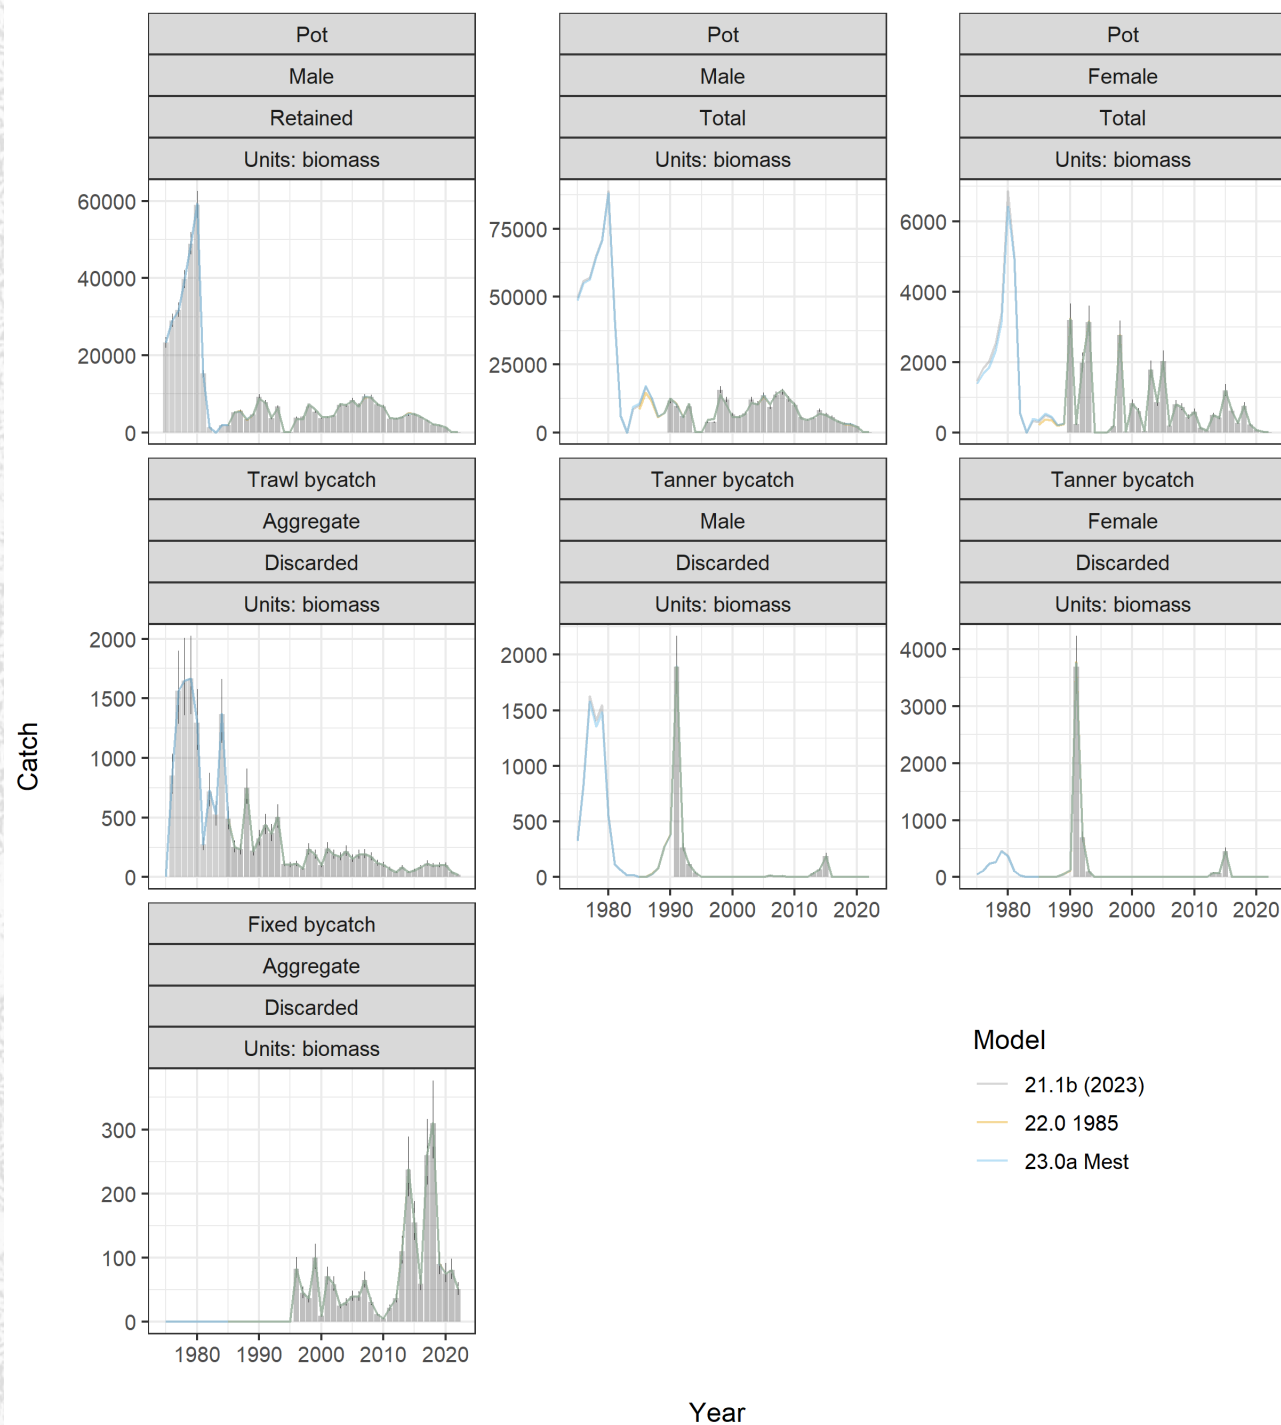 Pot
Male
Retained
Units: biomass
60000
40000
20000
0
Pot
Male
Total
Units: biomass
75000
50000
25000
0
Pot
Female
Total
Units: biomass
6000
4000
2000
0
Trawl bycatch
Aggregate
Discarded
Units: biomass
2000
1500
1000
500
0
Tanner bycatch
Male
Discarded
Units: biomass
2000
1500
1000
500
0
1980 1990 2000 2010 2020
Tanner bycatch
Female
Discarded
Units: biomass
4000
3000
2000
1000
0
1980 1990 2000 2010 2020
Fixed bycatch
Aggregate
Discarded
Units: biomass
300
200
100
0
1980 1990 2000 2010 2020
Catch
Year
Model
21.1b (2023)
22.0 1985
23.0a Mest